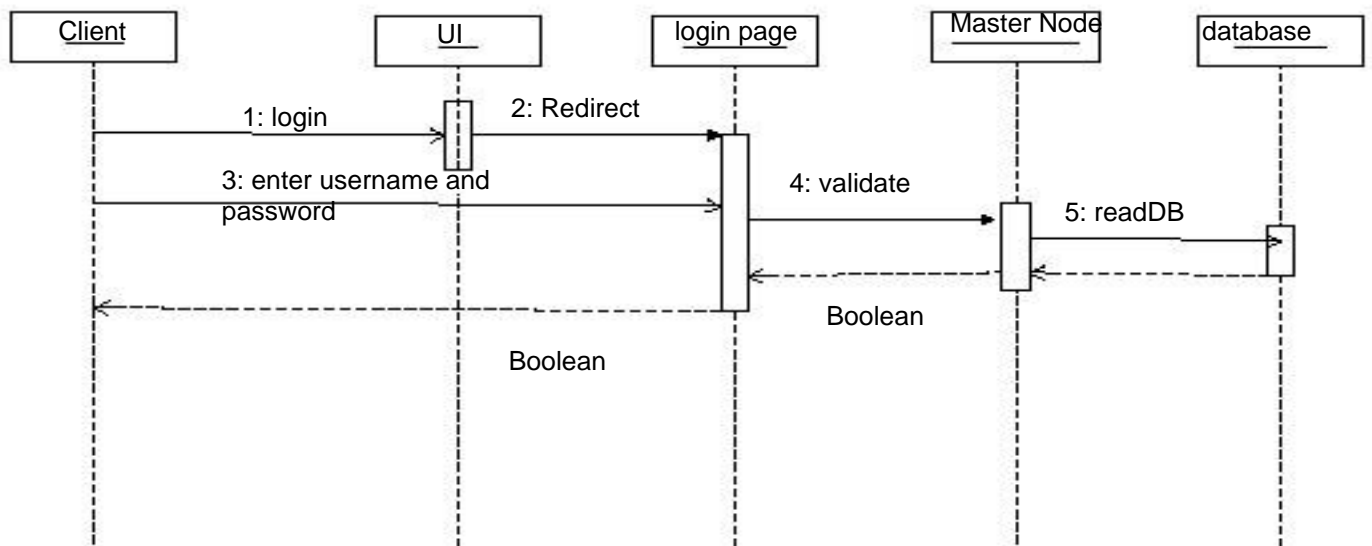 Client
UI
login page
Master Node
database
1: login
2: Redirect
3: enter username and
password
4: validate
5: readDB
Boolean
Boolean